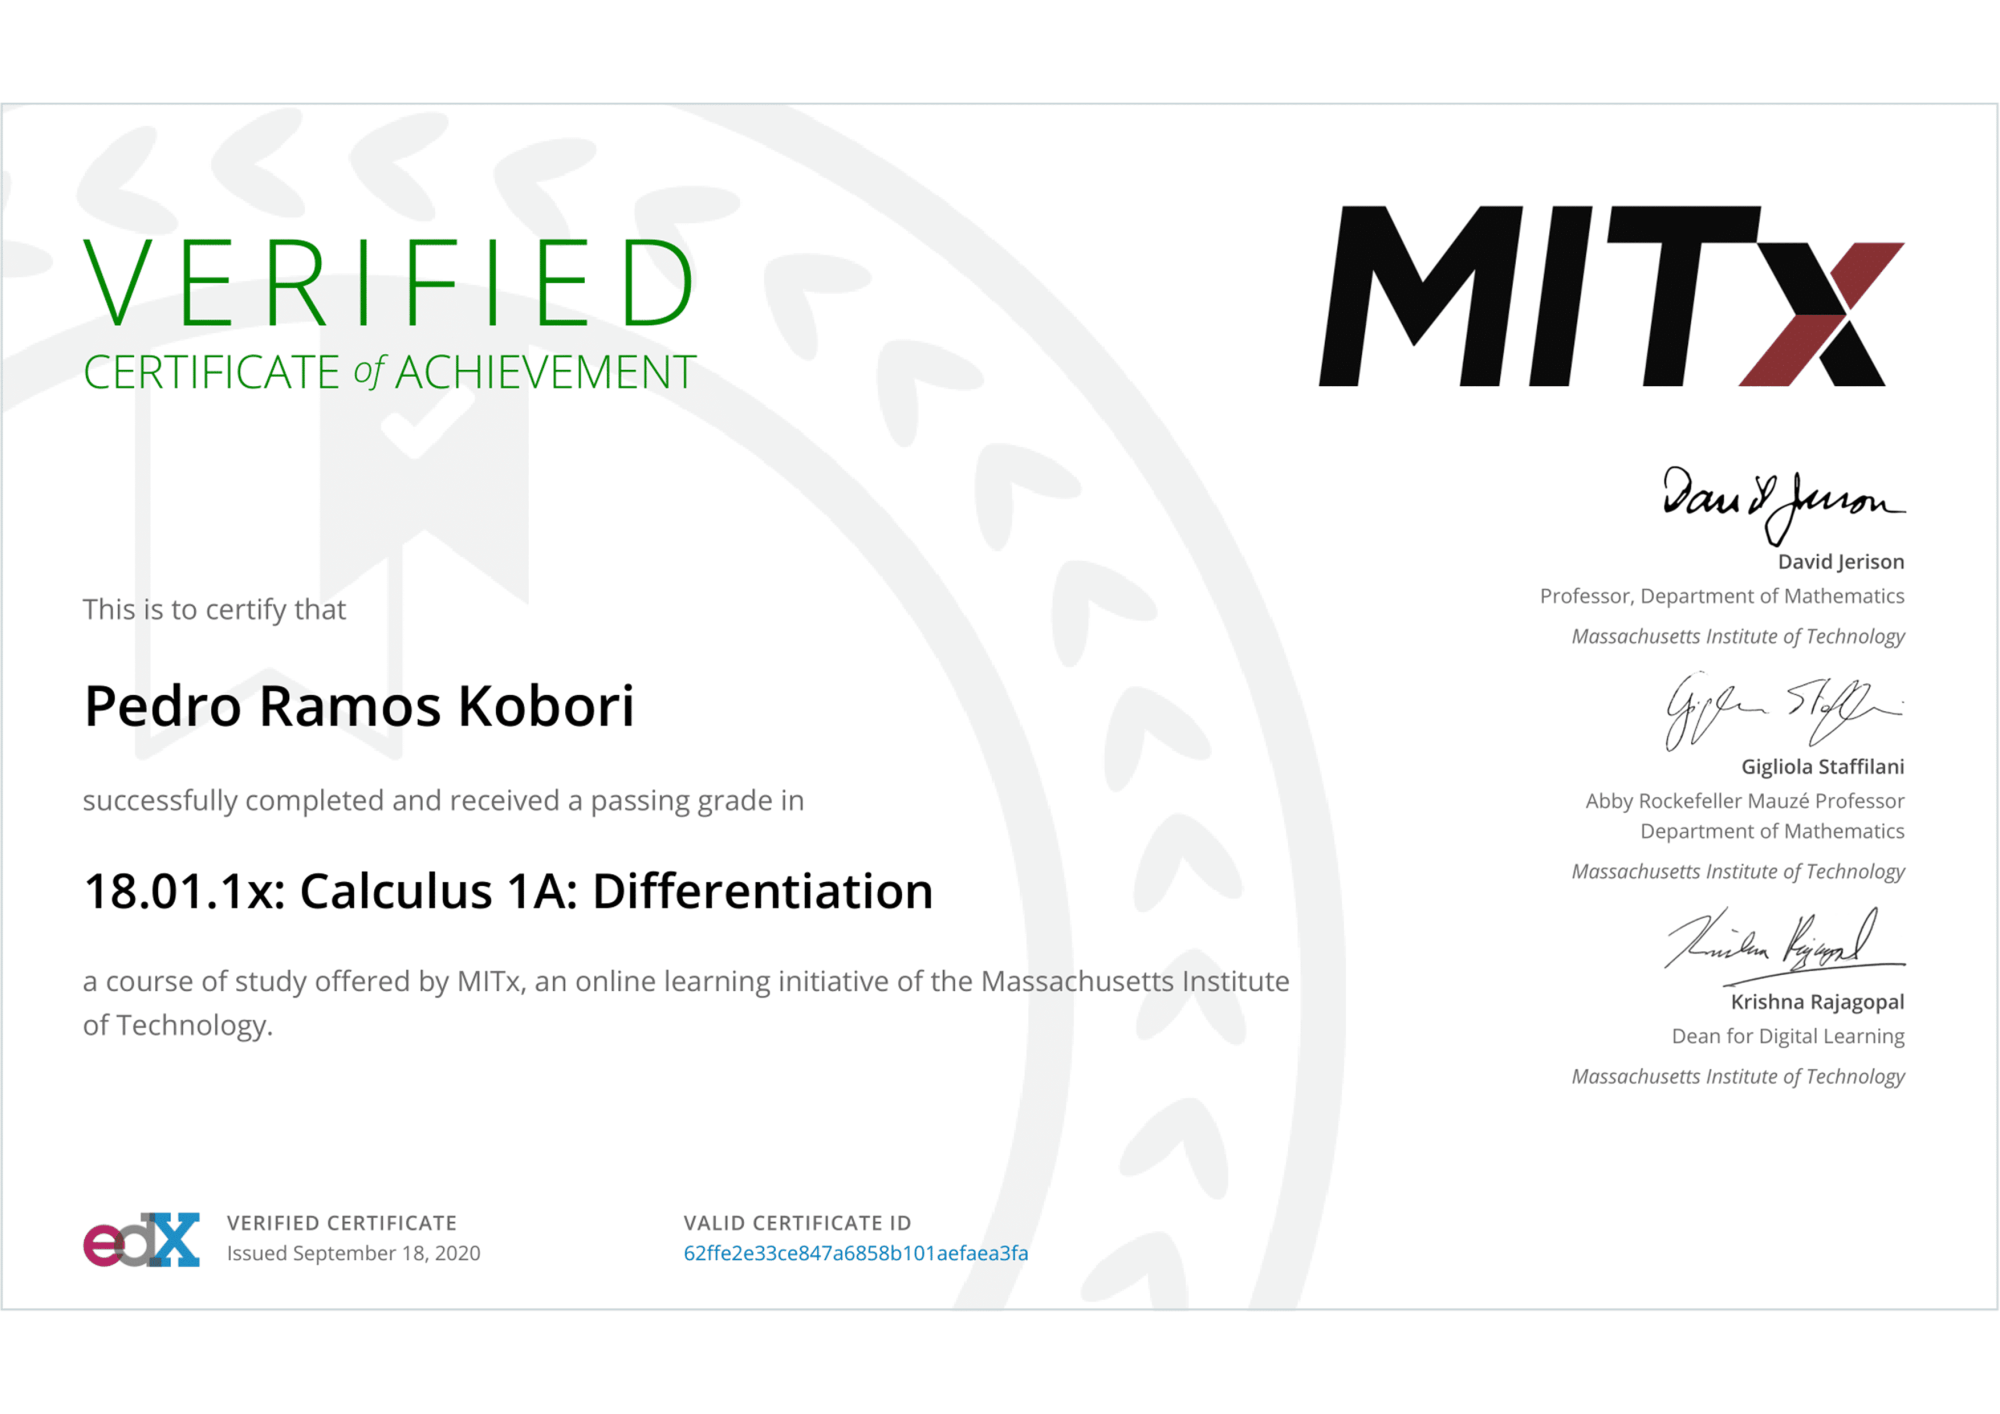 VERIFIED
CERTIFICATE of ACHIEVEMENT
This is to certify that
Pedro Ramos Kobori
successfully completed and received a passing grade in
18.01.1x: Calculus 1A: Differentiation
a course of study offered by MITx, an online learning initiative of the Massachusetts Institute
of Technology.
MITx
David Jerison
David Jerison
Professor, Department of Mathematics
Massachusetts Institute of Technology
Gigliola Staffilani
Abby Rockefeller Mauzé Professor
Department of Mathematics
Massachusetts Institute of Technology
Krishna Rajagopal
Krishna Rajagopal
Dean for Digital Learning
Massachusetts Institute of Technology
edX
VERIFIED CERTIFICATE
Issued September 18, 2020
VALID CERTIFICATE ID
62ffe2e33ce847a6858b101aefaea3fa